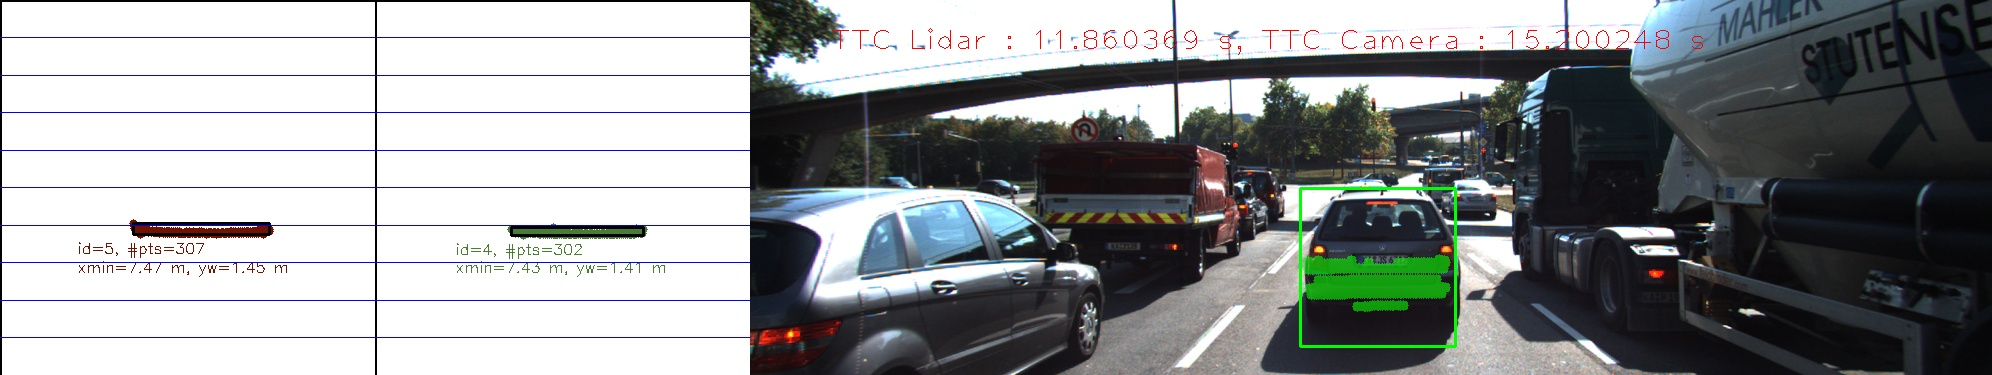 TTC Lidar : 11.860369 s, TTC Camera : 15.200248 s
MAHLER
STUTENSE
id=5, #pts=307
xmin=7.47 m, yw=1.45 m
id=4, #pts=302
xmin=7.43 m, yw=1.41 m